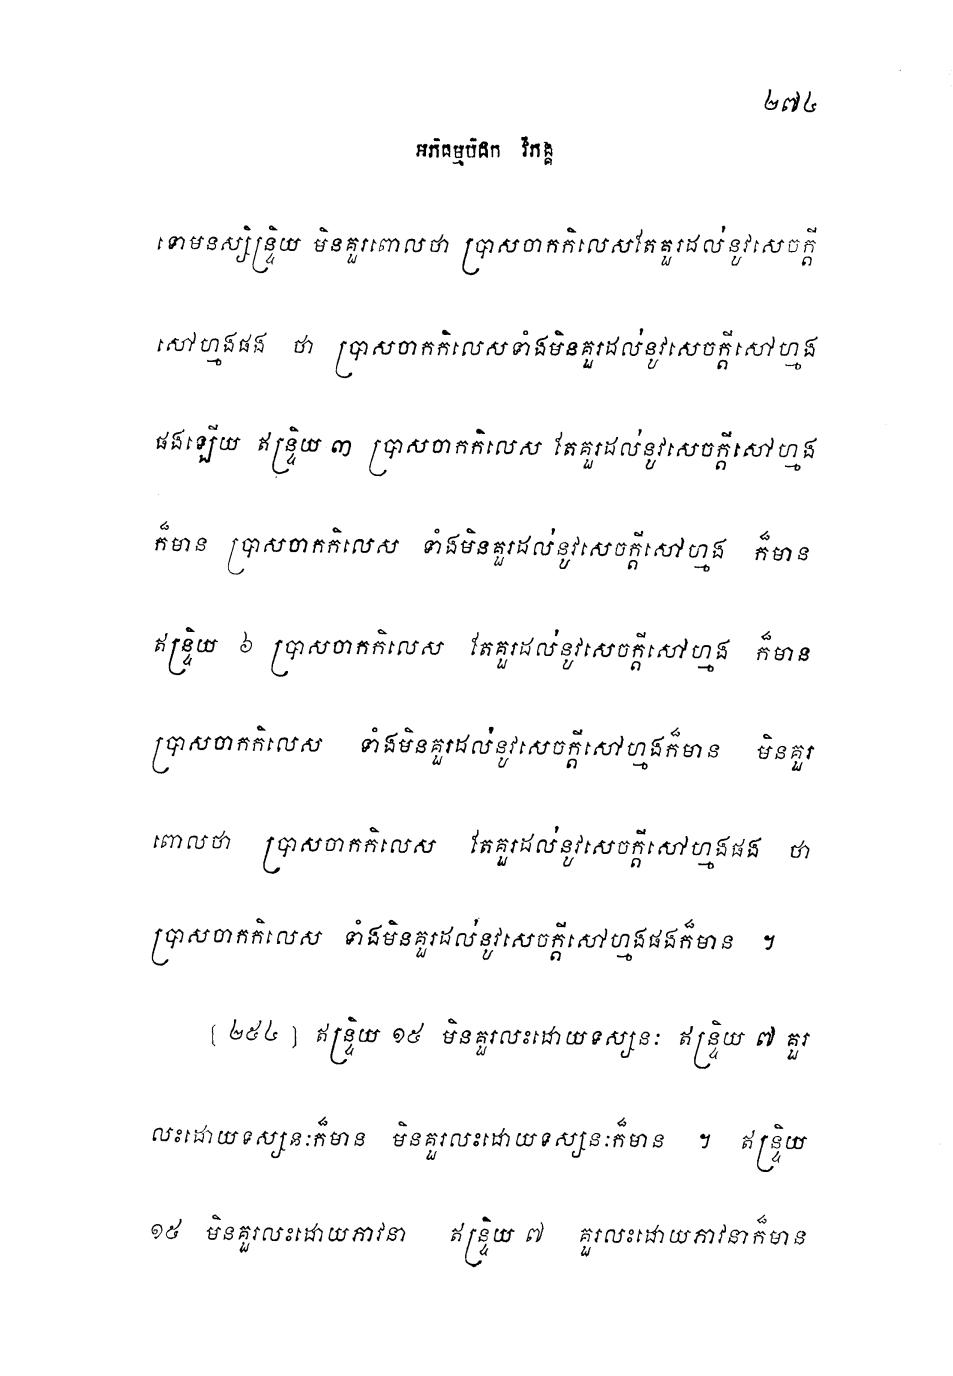 ២៧៤
អភិធម្មបិដក វិភង្គ
ទោមនស្សិន្ទ្រិយ មិនគួរពោលថា ប្រាសចាកកិលេសតែគួរដល់នូវសេចក្តី
សៅហ្មងផង ថា ប្រាសចាកកិលេសទាំងមិនគួរដល់នូវសេចក្តីសៅហ្មង
ផងឡើយ ឥន្ទ្រិយ ៣ ប្រាសចាកកិលេស តែគួរដល់នូវសេចក្តីសៅហ្មង
ក៏មាន ប្រាសចាកកិលេស ទាំងមិនគួរដល់នូវសេចក្តីសៅហ្មង ក៏មាន
ឥន្ទ្រិយ ៦ ប្រាសចាកកិលេស តែគួរដល់នូវសេចក្តីសៅហ្មង ក៏មាន
ប្រាសចាកកិលេស ទាំងមិនគួរដល់នូវសេចក្តីសៅហ្មងក៏មាន មិនគួរ
ពោលថា ប្រាសចាកកិលេស តែគួរដល់នូវសេចក្តីសៅហ្មងផង ថា
ប្រាសចាកកិលេស ទាំងមិនគួរដល់នូវសេចក្តីសៅហ្មងផងក៏មាន ។
[ ២៥៤ ] ឥន្ទ្រិយ ១៥ មិនគួរលះដោយទស្សនៈ ឥន្ទ្រិយ ៧ គួរ
លះដោយទស្សនៈក៏មាន មិនគួរលះដោយទស្សនៈក៏មាន ។ ឥន្ទ្រិយ
១៥ មិនគួរលះដោយភាវនា ឥន្ទ្រិយ ៧ គួរលះដោយភាវនាក៏មាន